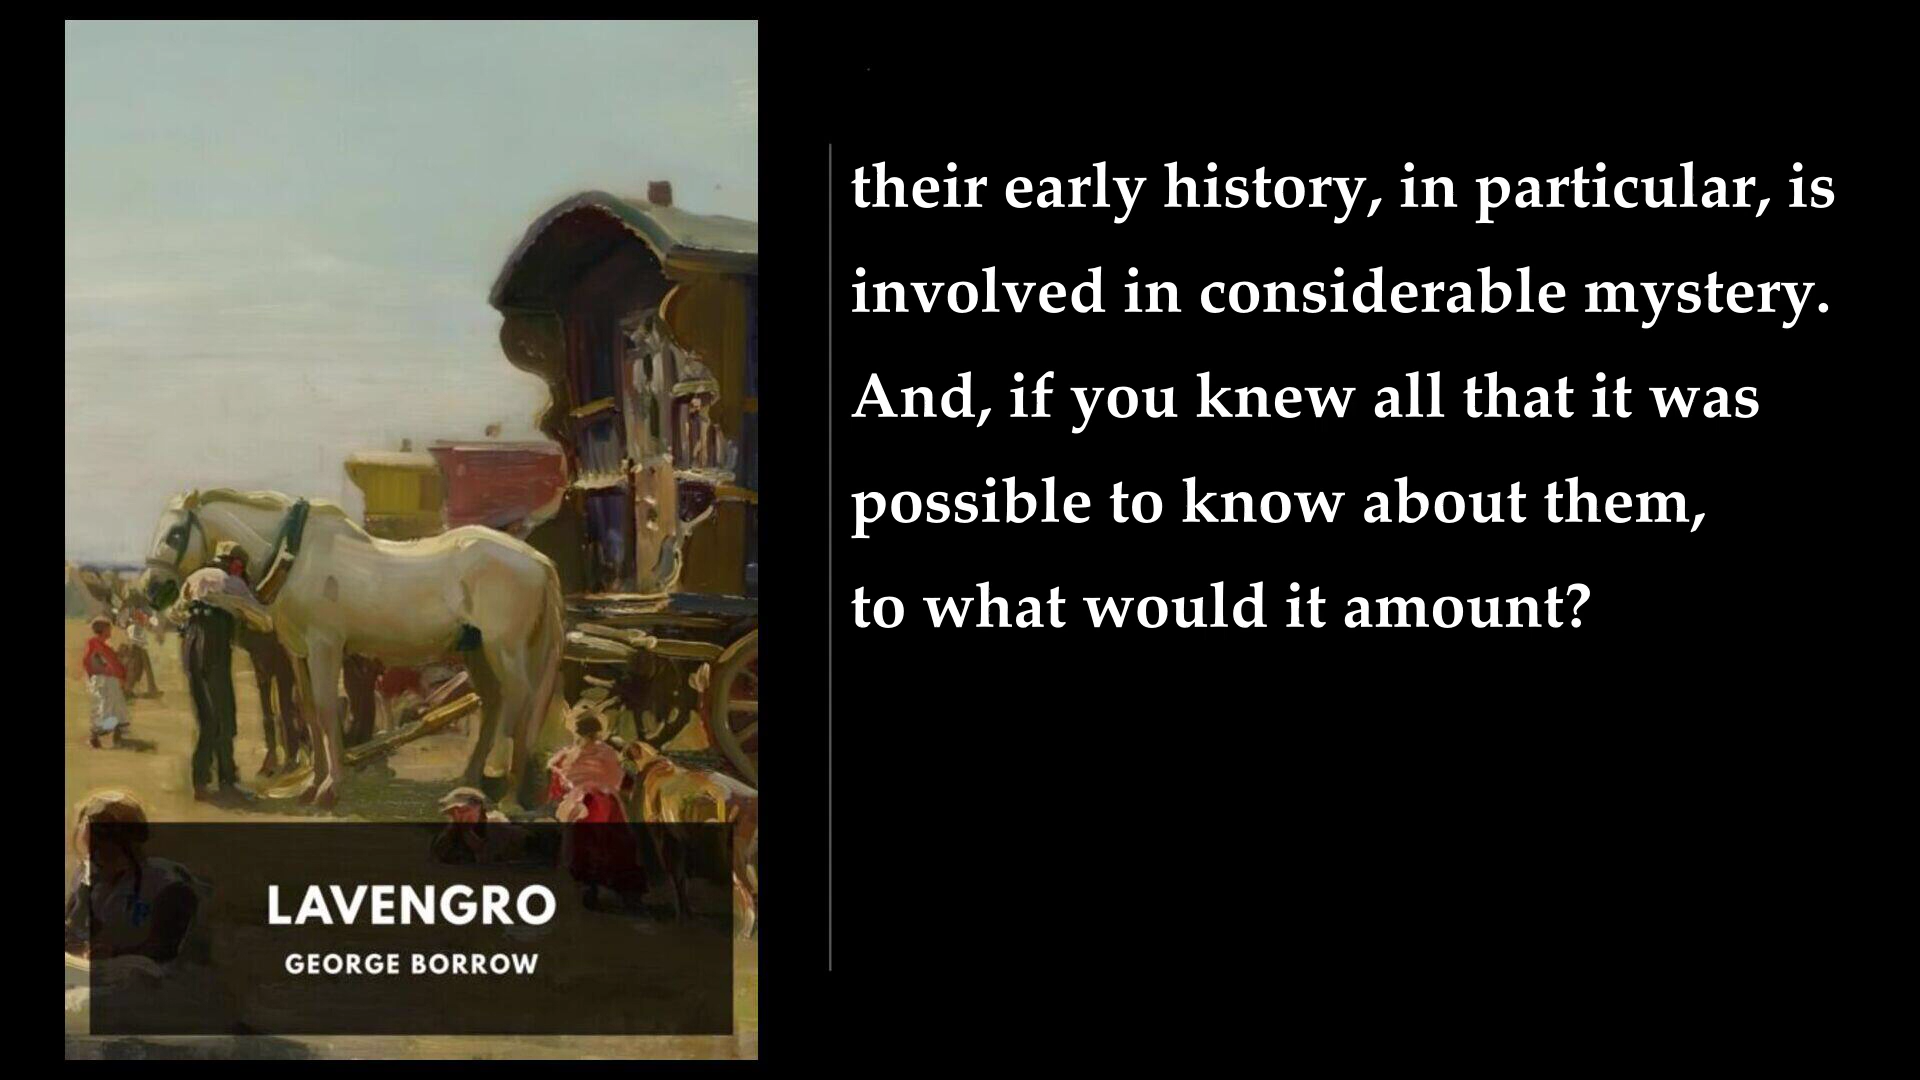 their early history, in particular, is
involved in considerable mystery.
And, if you knew all that it was
possible to know about them,
to what would it amount?
LAVENGRO
GEORGE BORROW